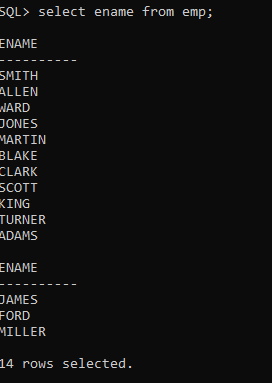 SQL> select ename from emp;
ENAME
----------
SMITH
ALLEN
WARD
JONES
MARTIN
BLAKE
CLARK
SCOTT
KING
TURNER
ADAMS
ENAME
----------
JAMES
FORD
MILLER
14 rows selected.